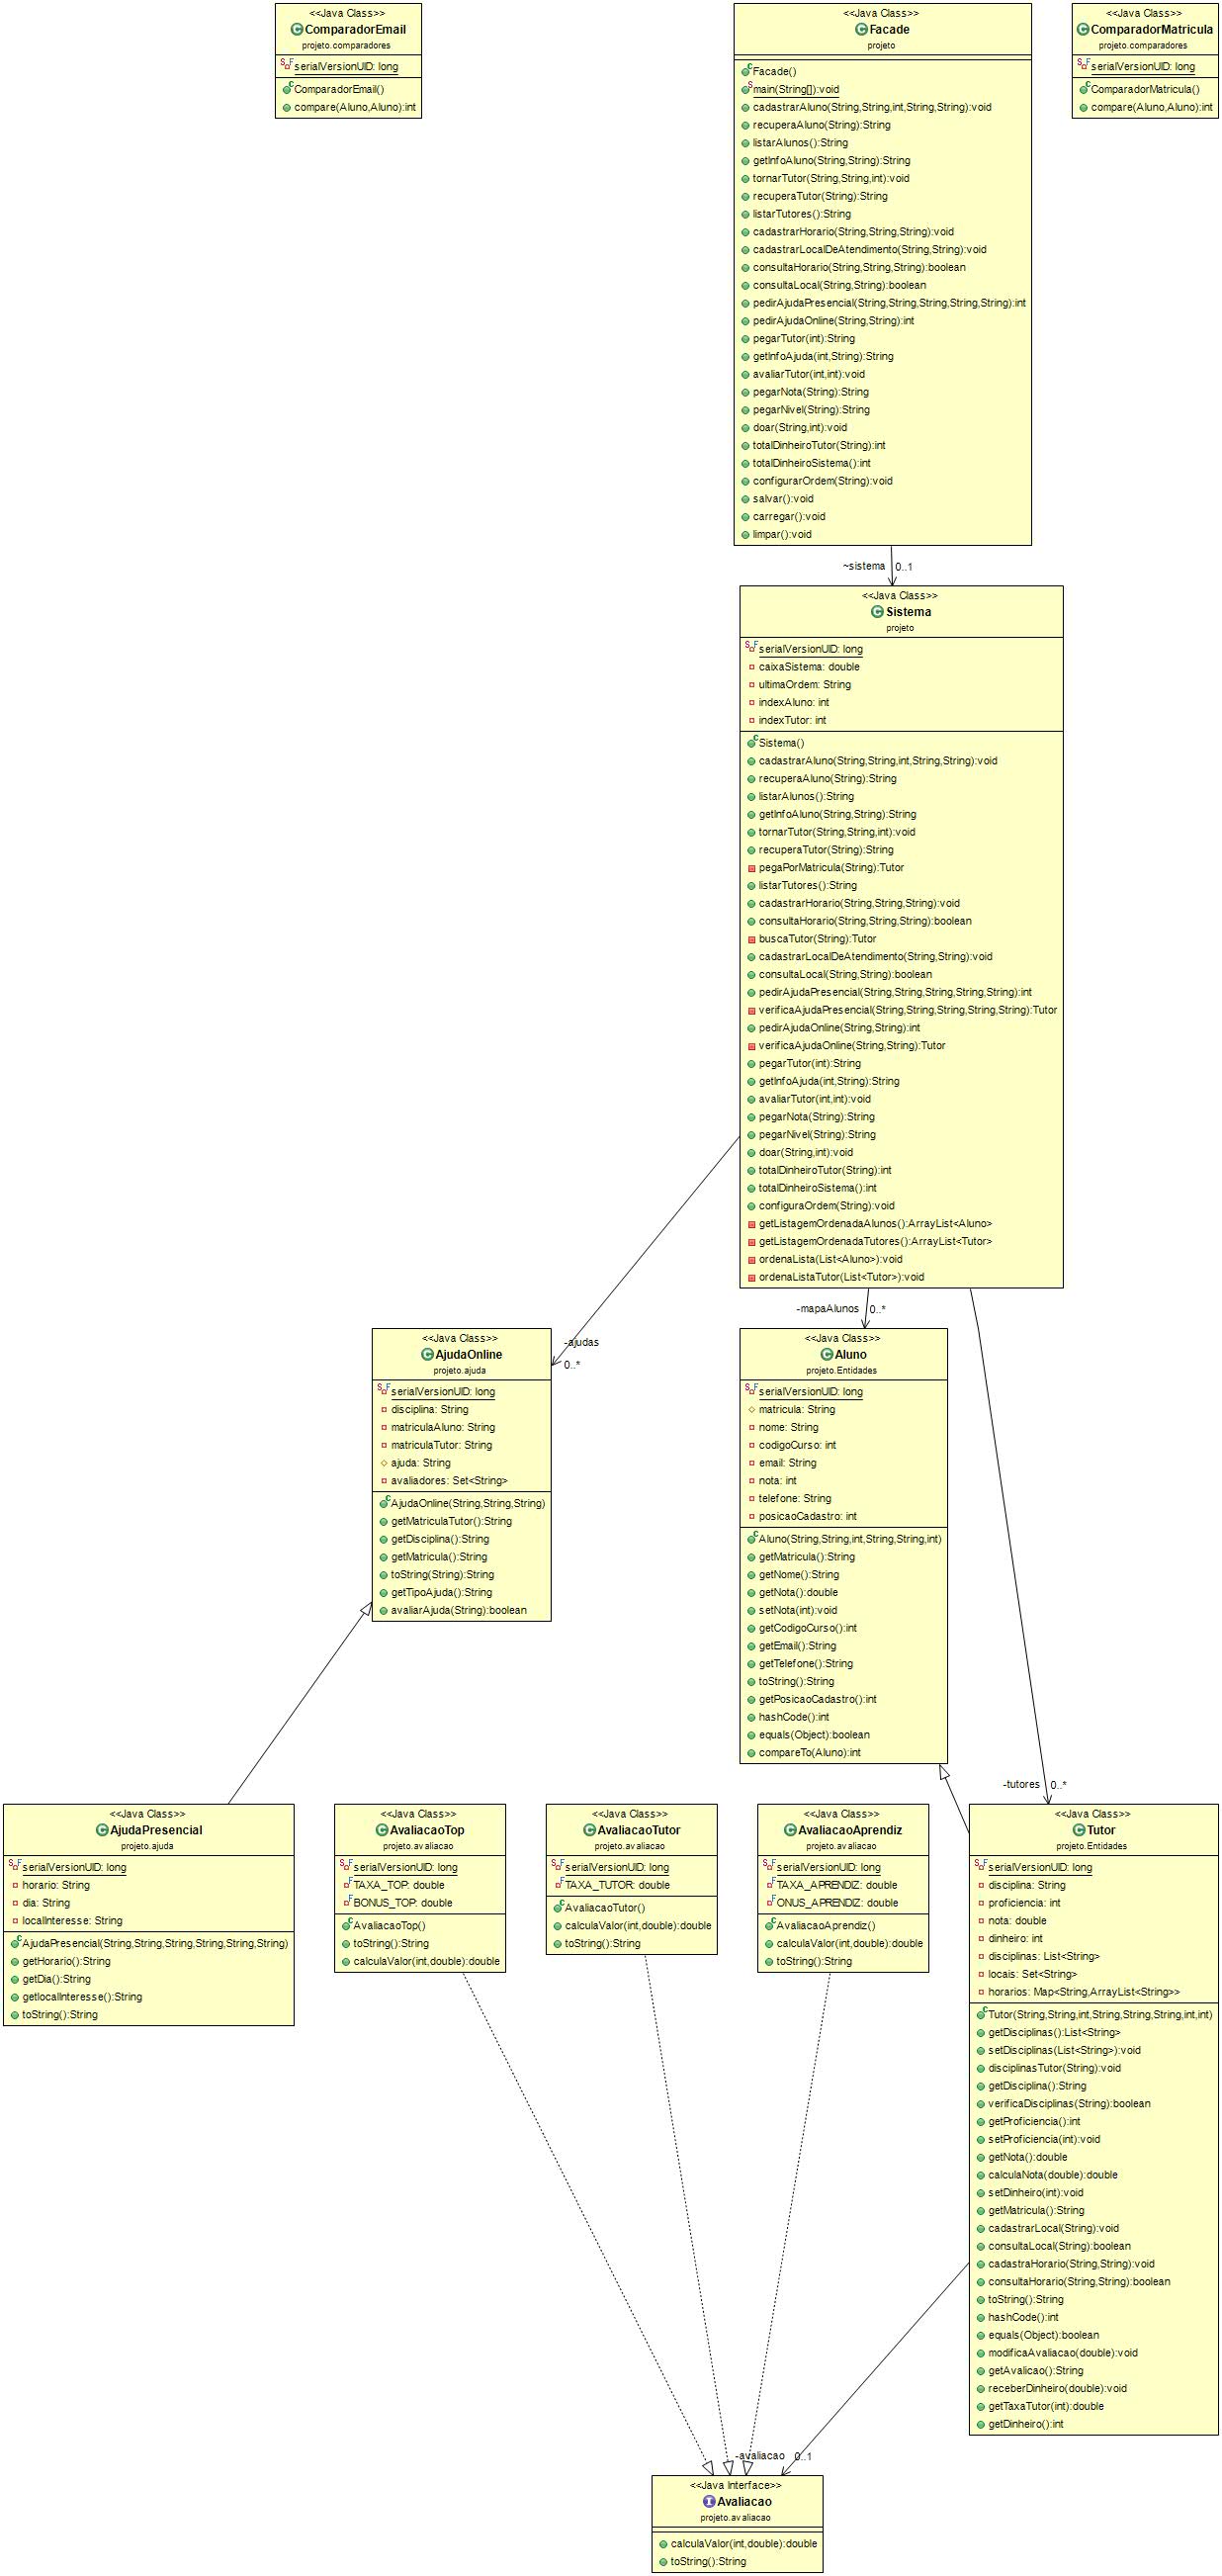 <<Java Class>>
ComparadorEmail
projeto.comparadores
serialVersionUID: long
ComparadorEmail()
compare(Aluno,Aluno):int
<<Java Class>>
Facade
projeto
Facade()
main(String[]):void
cadastrarAluno(String,String,int,String,String):void
recuperaAluno(String):String
listarAlunos():String
getInfoAluno(String,String):String
tornarTutor(String,String,int):void
recuperaTutor(String):String
listarTutores():String
cadastrarHorario(String,String,String):void
cadastrarLocalDeAtendimento(String,String):void
consultaHorario(String,String,String):boolean
consultaLocal(String,String):boolean
pedirAjudaPresencial(String,String,String,String,String):int
pedirAjudaOnline(String,String):int
pegarTutor(int):String
getInfoAjuda(int,String):String
avaliarTutor(int,int):void
pegarNota(String):String
pegarNivel(String):String
doar(String,int):void
totalDinheiroTutor(String):int
totalDinheiroSistema():int
configurarOrdem(String):void
salvar():void
carregar():void
limpar():void
<<Java Class>>
ComparadorMatricula
projeto.comparadores
serialVersionUID: long
ComparadorMatricula()
compare(Aluno,Aluno):int
~sistema 0..1
<<Java Class>>
Sistema
projeto
serialVersionUID: long
caixaSistema: double
ultimaOrdem: String
indexAluno: int
indexTutor: int
Sistema()
cadastrarAluno(String,String,int,String,String):void
recuperaAluno(String):String
listarAlunos():String
getInfoAluno(String,String):String
tornarTutor(String,String,int):void
recuperaTutor(String):String
pegaPorMatricula(String):Tutor
listarTutores():String
cadastrarHorario(String,String,String):void
consultaHorario(String,String,String):boolean
buscaTutor(String):Tutor
cadastrarLocalDeAtendimento(String,String):void
consultaLocal(String,String):boolean
pedirAjudaPresencial(String,String,String,String,String):int
verificaAjudaPresencial(String,String,String,String,String):Tutor
pedirAjudaOnline(String,String):int
verificaAjudaOnline(String,String):Tutor
pegarTutor(int):String
getInfoAjuda(int,String):String
avaliarTutor(int,int):void
pegarNota(String):String
pegarNivel(String):String
doar(String,int):void
totalDinheiroTutor(String):int
totalDinheiroSistema():int
configuraOrdem(String):void
getListagemOrdenadaAlunos():ArrayList<Aluno>
getListagemOrdenadaTutores():ArrayList<Tutor>
ordenaLista(List<Aluno>):void
ordenaListaTutor(List<Tutor>):void
-ajudas
0..*
-mapaAlunos 0..*
<<Java Class>>
AjudaOnline
projeto.ajuda
serialVersionUID: long
disciplina: String
matriculaAluno: String
matriculaTutor: String
ajuda: String
avaliadores: Set<String>
AjudaOnline(String,String,String)
getMatriculaTutor():String
getDisciplina():String
getMatricula():String
toString(String):String
getTipoAjuda():String
avaliarAjuda(String):boolean
<<Java Class>>
Aluno
projeto.Entidades
serialVersionUID: long
matricula: String
nome: String
codigoCurso: int
email: String
nota: int
telefone: String
posicaoCadastro: int
Aluno(String,String,int,String,String,int)
getMatricula():String
getNome():String
getNota():double
setNota(int):void
getCodigoCurso():int
getEmail():String
getTelefone():String
toString():String
getPosicaoCadastro():int
hashCode():int
equals(Object):boolean
compareTo(Aluno):int
-tutores 0..*
<<Java Class>>
AjudaPresencial
projeto.ajuda
serialVersionUID: long
horario: String
dia: String
localInteresse: String
AjudaPresencial(String,String,String,String,String,String)
getHorario():String
getDia():String
getlocalInteresse():String
toString():String
<<Java Class>>
AvaliacaoTop
projeto.avaliacao
serialVersionUID: long
TAXA_TOP: double
BONUS_TOP: double
AvaliacaoTop()
toString():String
calculaValor(int,double):double
<<Java Class>>
AvaliacaoTutor
projeto.avaliacao
serialVersionUID: long
TAXA_TUTOR: double
AvaliacaoTutor()
calculaValor(int,double):double
toString():String
<<Java Class>>
AvaliacaoAprendiz
projeto.avaliacao
serialVersionUID: long
TAXA_APRENDIZ: double
ONUS_APRENDIZ: double
AvaliacaoAprendiz()
calculaValor(int,double):double
toString():String
<<Java Class>>
Tutor
projeto.Entidades
serialVersionUID: long
disciplina: String
proficiencia: int
nota: double
dinheiro: int
disciplinas: List<String>
locais: Set<String>
horarios: Map<String,ArrayList<String>>
Tutor(String,String,int,String,String,String,int,int)
getDisciplinas():List<String>
setDisciplinas(List<String>):void
disciplinasTutor(String):void
getDisciplina():String
verificaDisciplinas(String):boolean
getProficiencia():int
setProficiencia(int):void
getNota():double
calculaNota(double):double
setDinheiro(int):void
getMatricula():String
cadastrarLocal(String):void
consultaLocal(String):boolean
cadastraHorario(String,String):void
consultaHorario(String,String):boolean
toString():String
hashCode():int
equals(Object):boolean
modificaAvaliacao(double):void
getAvalicao():String
receberDinheiro(double):void
getTaxaTutor(int):double
getDinheiro():int
-avaliacao 0..1
<<Java Interface>>
Avaliacao
projeto.avaliacao
calculaValor(int,double):double
toString():String